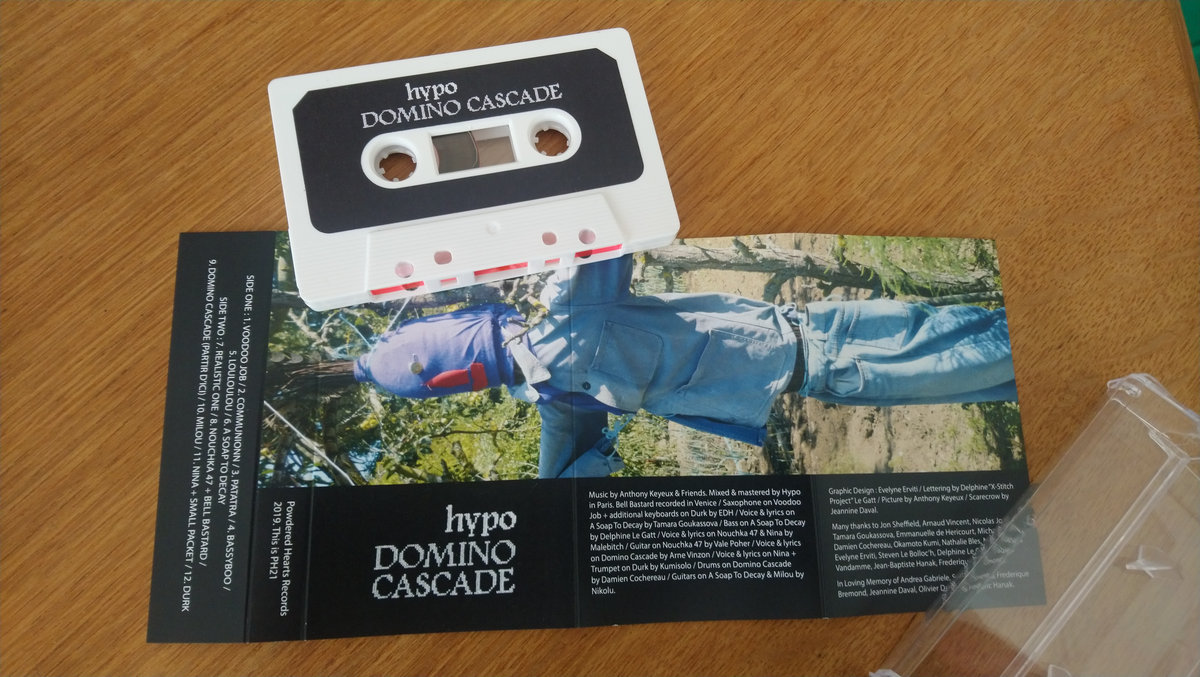 hypo
DOMINO CASCADE
SIDE ONE : 1. VOODOO JOB / 2. COMMUNIONN / 3. PATATRA / 4. BASSYBOO /
5. LOULOULOU / 6. A SOAP TO DECAY
SIDE TWO : 7. REALISTIC ONE / 8. NOUCHKA 47 + BELL BASTARD /
9. DOMINO CASCADE (PARTIR D'ICI) / 10. MILOU / 11. NINA + SMALL PACKET / 12. DURK
Powdered Hearts Records
2019. This is PH21
hypo
DOMINO
CASCADE
Music by Anthony Keyeux & Friends. Mixed & mastered by Hypo
in Paris. Bell Bastard recorded in Venice / Saxophone on Voodoo
Job + additional keyboards on Durk by EDH / Voice & lyrics on
A Soap To Decay by Tamara Goukassova / Bass on A Soap To Decay
by Delphine Le Gatt / Voice & lyrics on Nouchka 47 & Nina by
Malebitch / Guitar on Nouchka 47 by Vale Poher / Voice & lyrics
on Domino Cascade by Arne Vinzon / Voice & lyrics on Nina +
Trumpet on Durk by Kumisolo / Drums on Domino Cascade
by Damien Cochereau / Guitars on A Soap To Decay & Milou by
Nikolu.
Graphic Design : Evelyne Erviti / Lettering by Delphine "X-Stitch
Project" Le Gatt / Picture by Anthony Keyeux / Scarecrow by
Jeannine Daval.
Many thanks to Jon Sheffield, Arnaud Vincent, Nicolas
Tamara Goukassova, Emmanuelle de Hericourt,
Damien Cochereau, Okamoto Kumi, Nathalie
Evelyne Erviti, Steven Le Bolloc'h, Delphine Le
Vandamme, Jean-Baptiste Hanak,
In Loving Memory of Andrea Gabriele, Frederique
Bremond, Jeannine Daval, Olivier Hanak.